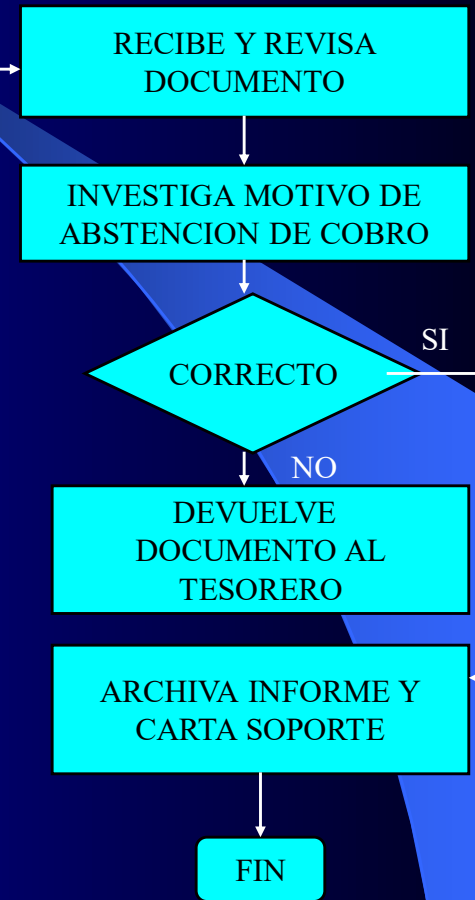 RECIBE Y REVISA
DOCUMENTO
INVESTIGA MOTIVO DE
ABSTENCION DE COBRO
CORRECTO
SI
NO
DEVUELVE
DOCUMENTO AL
TESORERO
ARCHIVA INFORME Y
CARTA SOPORTE
FIN